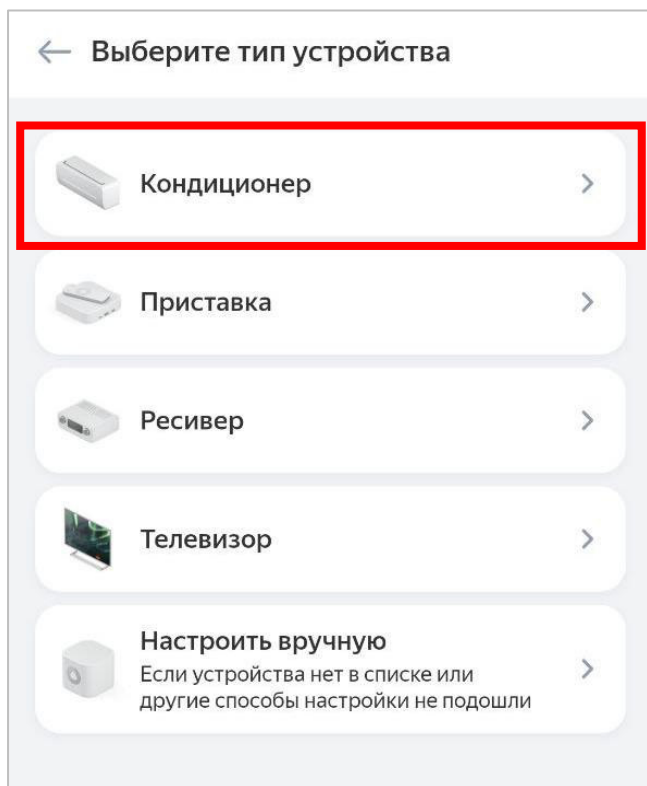 Выберите тип устройства
Кондиционер
Приставка
Ресивер
Телевизор
Настроить вручную
Если устройства нет в списке или
другие способы настройки не подошли